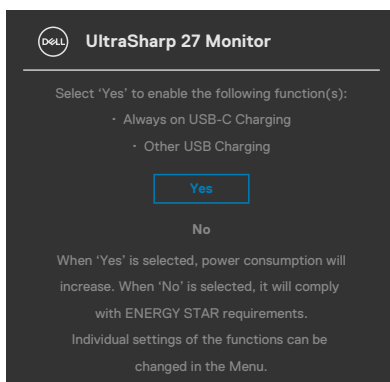 DELL UltraSharp 27 Monitor
Select ‘Yes’ to enable the following function(s):
· Always on USB-C Charging
· Other USB Charging
Yes
No
When ‘Yes’ is selected, power consumption will
increase. When ‘No’ is selected, it will comply
with ENERGY STAR requirements.
Individual settings of the functions can be
changed in the Menu.